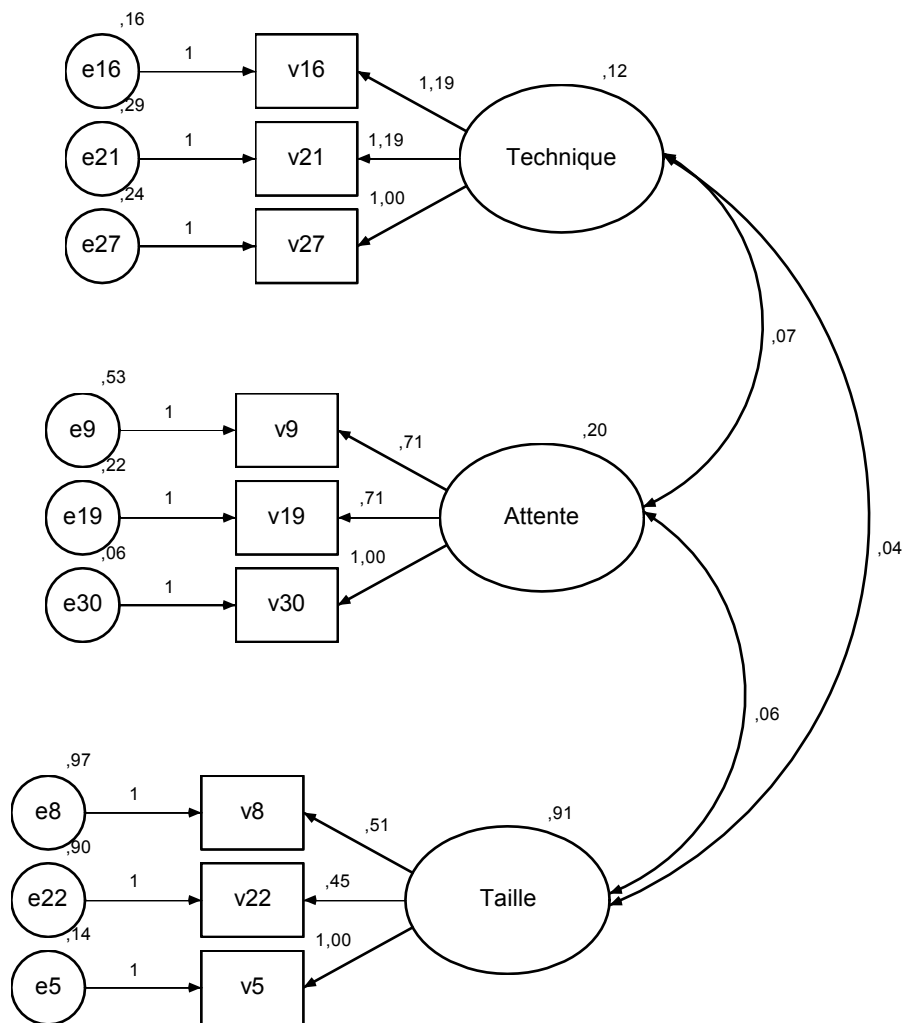 ,16
1
e16
v16
1,19
,12
,29
1
e21
v21
1,19
Technique
,24
1
e27
v27
1,00
,07
,53
1
e9
v9
,71
,20
,22
1
e19
v19
,71
Attente
,06
1
e30
v30
1,00
,04
,06
,97
1
e8
v8
,51
,91
,90
1
e22
v22
,45
Taille
,14
1
e5
v5
1,00